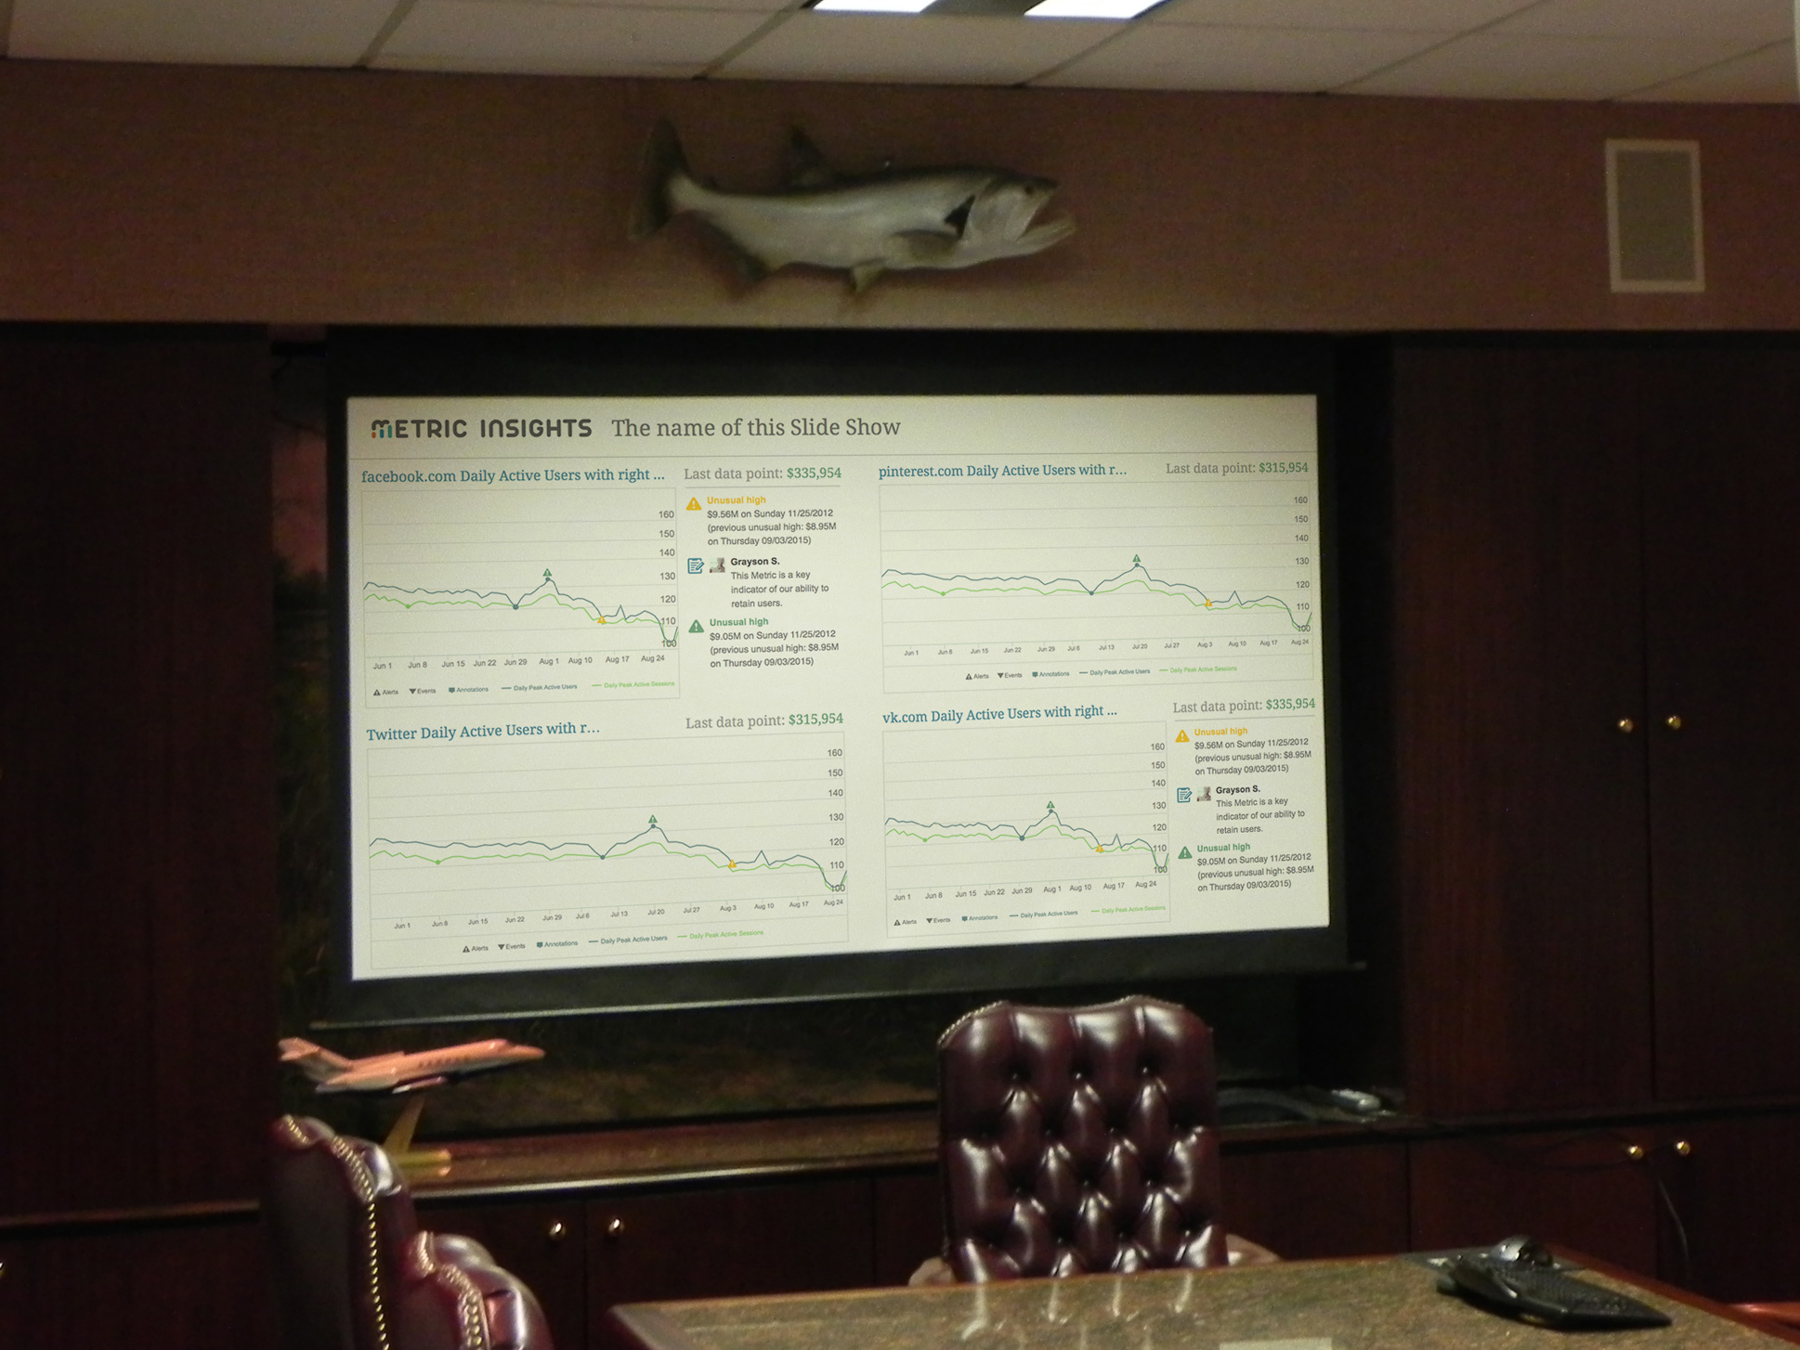 METRIC INSIGHTS The name of this Slide Show
facebook.com Daily Active Users with right ...
Last data point: $335,954
160
150
140
130
120
110
100
Jun 1 Jun 8 Jun 15 Jun 22 Jun 29 Aug 1 Aug 10 Aug 17 Aug 24
Alerts Events Annotations Daily Peak Active Users Daily Peak Active Sessions
Unusual high
$9.56M on Sunday 11/25/2012
(previous unusual high: $8.95M
on Thursday 09/03/2015)
Grayson S.
This Metric is a key
indicator of our ability to
retain users.
Unusual high
$9.05M on Sunday 11/25/2012
(previous unusual high: $8.95M
on Thursday 09/03/2015)
pinterest.com Daily Active Users with r...
Last data point: $315,954
160
150
140
130
120
110
100
Jun 1 Jun 8 Jun 15 Jun 22 Jun 29 Jul 6 Jul 13 Jul 20 Jul 27 Aug 3 Aug 10 Aug 17 Aug 24
Alerts Events Annotations Daily Peak Active Users Daily Peak Active Sessions
Twitter Daily Active Users with r...
Last data point: $315,954
160
150
140
130
120
110
100
Jun 1 Jun 8 Jun 15 Jun 22 Jun 29 Jul 6 Jul 13 Jul 20 Jul 27 Aug 3 Aug 10 Aug 17 Aug 24
Alerts Events Annotations Daily Peak Active Users Daily Peak Active Sessions
vk.com Daily Active Users with right ...
Last data point: $335,954
160
150
140
130
120
110
100
Jun 1 Jun 8 Jun 15 Jun 22 Jun 29 Aug 1 Aug 10 Aug 17 Aug 24
Alerts Events Annotations Daily Peak Active Users Daily Peak Active Sessions
Unusual high
$9.56M on Sunday 11/25/2012
(previous unusual high: $8.95M
on Thursday 09/03/2015)
Grayson S.
This Metric is a key
indicator of our ability to
retain users.
Unusual high
$9.05M on Sunday 11/25/2012
(previous unusual high: $8.95M
on Thursday 09/03/2015)